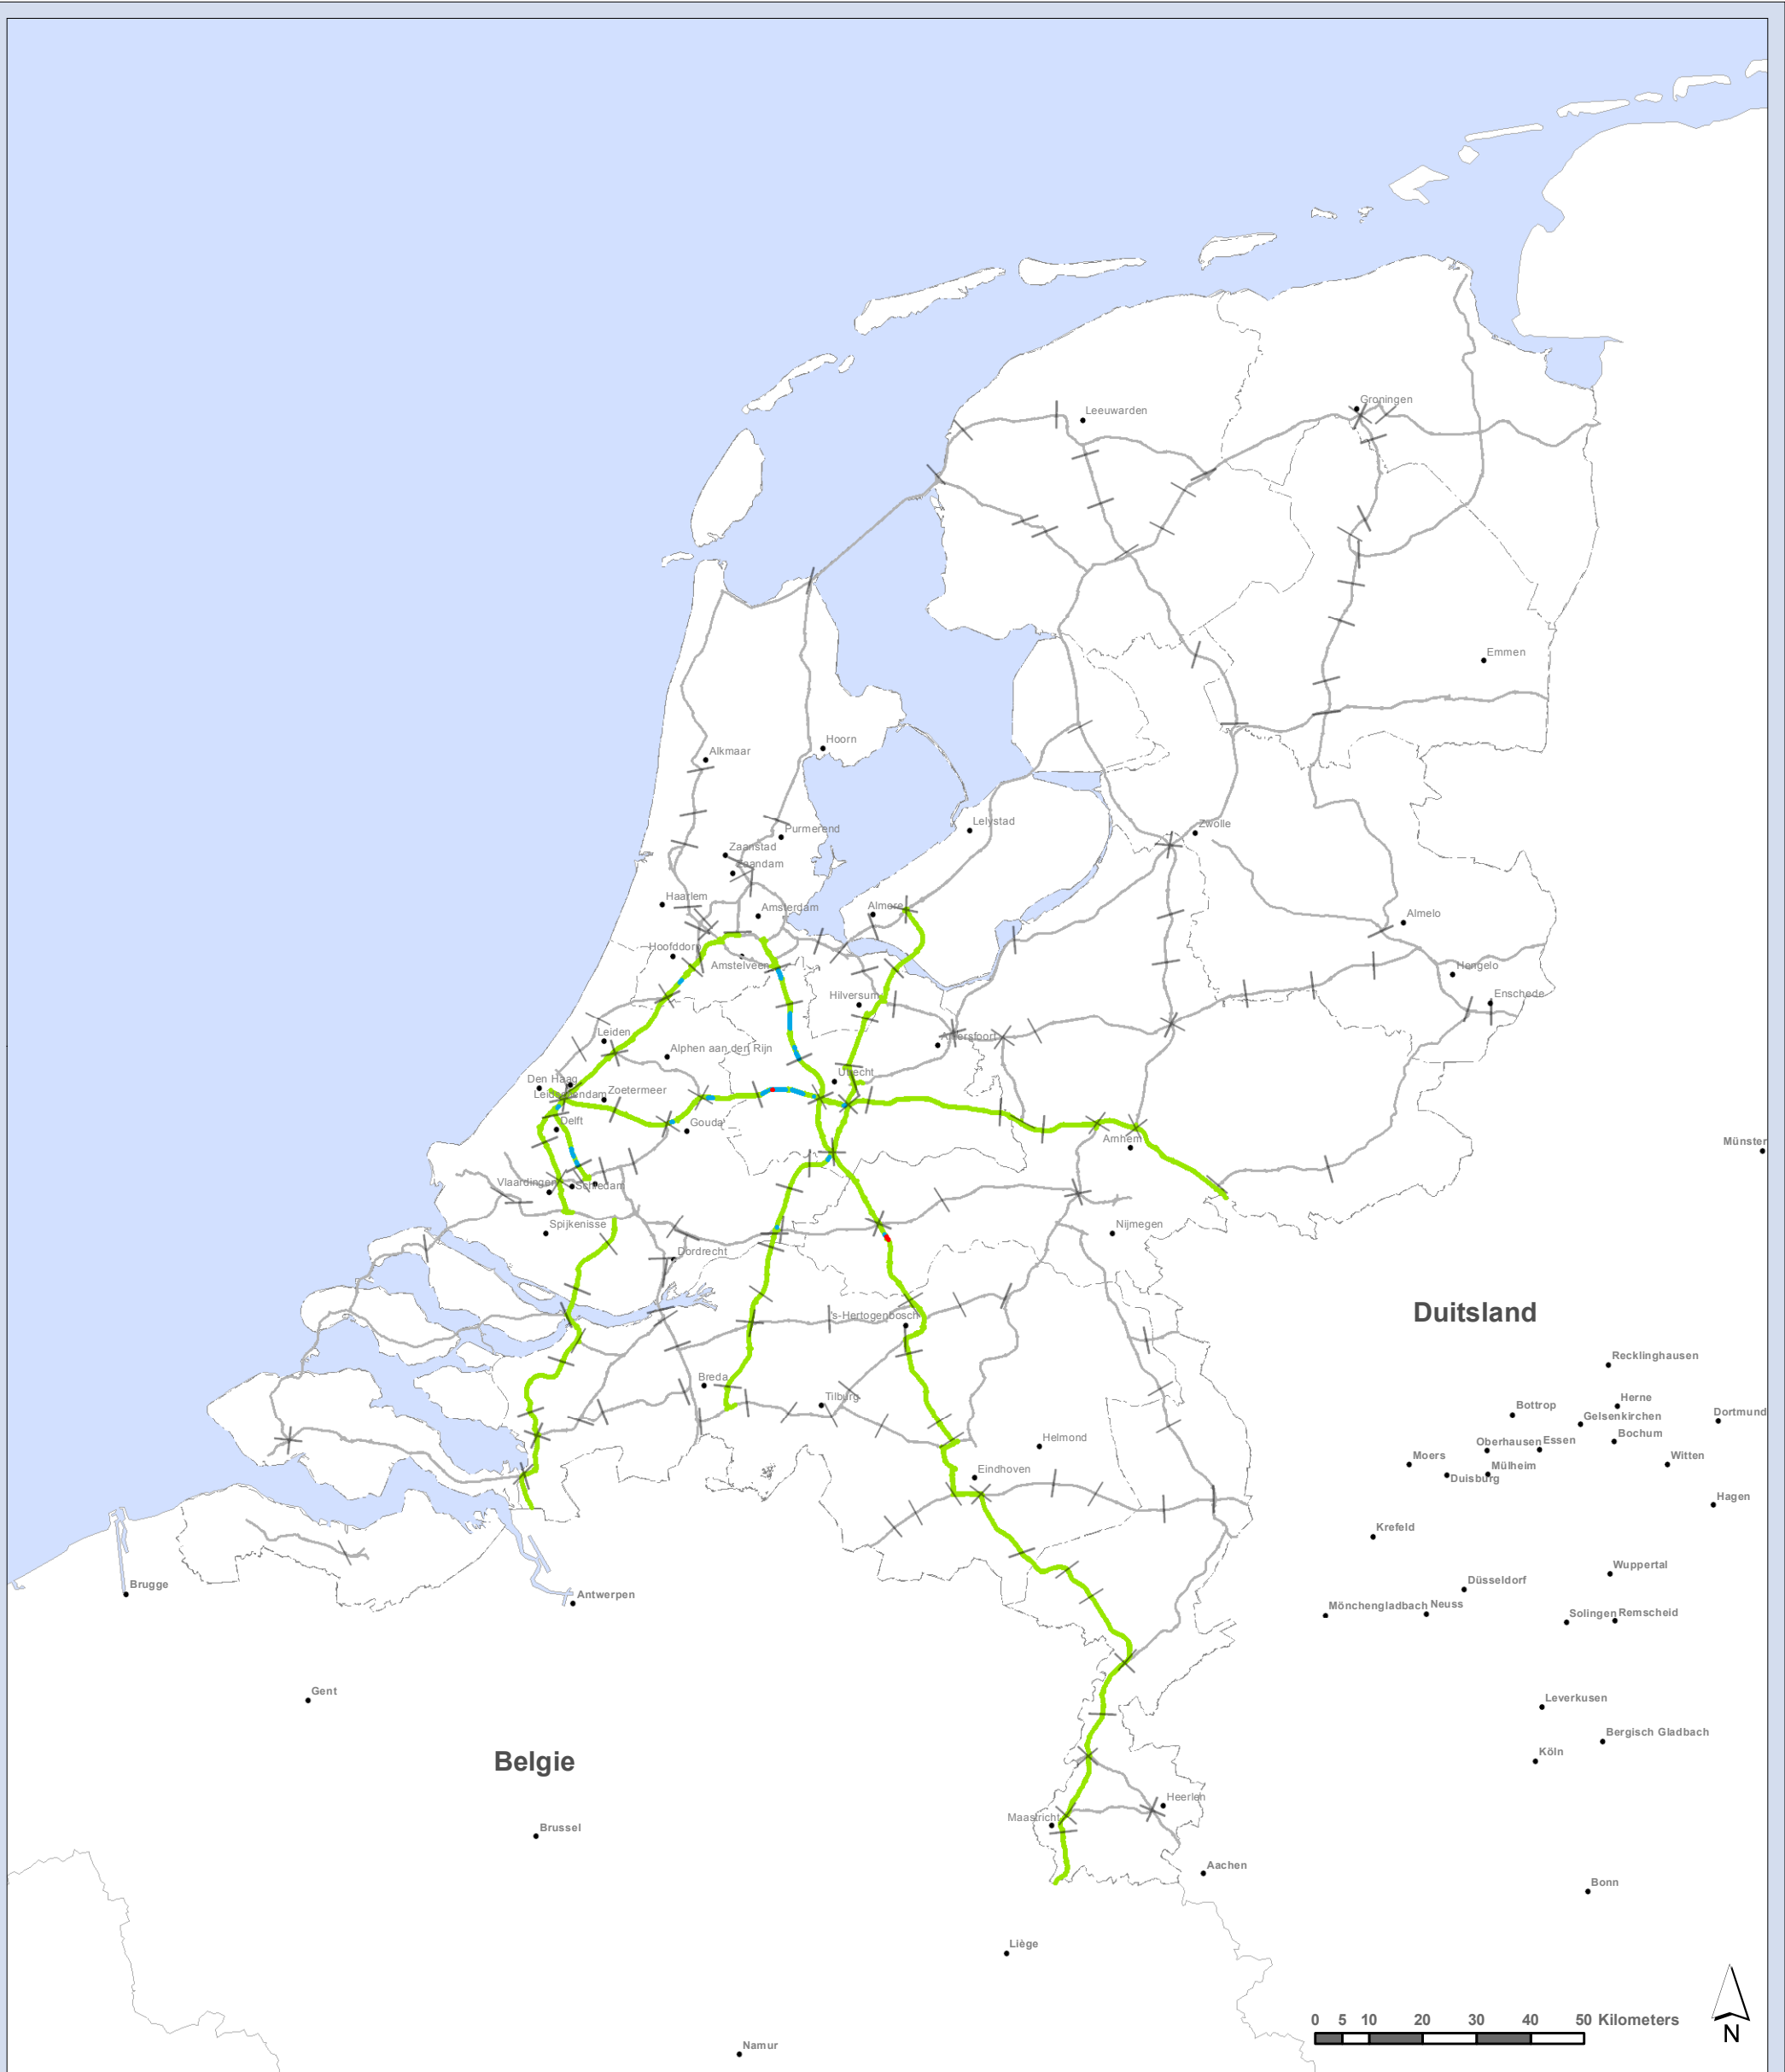 Groningen
Leeuwarden
Emmen
Hoorn
Alkmaar
Lelystad
Zwolle
Purmerend
Zaanstad
Zaandam
Haarlem
Amsterdam
Almere
Almelo
Hoofddorp
Amstelveen
Hengelo
Hilversum
Enschede
Leiden
Amersfoort
Alphen aan den Rijn
Utrecht
Den Haag
Zoetermeer
Leidschendam
Delft
Gouda
Arnhem
Münster
Vlaardingen
Schiedam
Spijkenisse
Nijmegen
Dordrecht
's-Hertogenbosch
Duitsland
Recklinghausen
Breda
Tilburg
Herne
Bottrop
Gelsenkirchen
Dortmund
Helmond
Bochum
Oberhausen
Essen
Moers
Witten
Mülheim
Eindhoven
Duisburg
Hagen
Krefeld
Wuppertal
Brugge
Düsseldorf
Antwerpen
Mönchengladbach
Neuss
Solingen
Remscheid
Gent
Leverkusen
Bergisch Gladbach
Belgie
Köln
Heerlen
Maastricht
Brussel
Aachen
Bonn
Liège
0 5 10 20 30 40 50 Kilometers
N
Namur